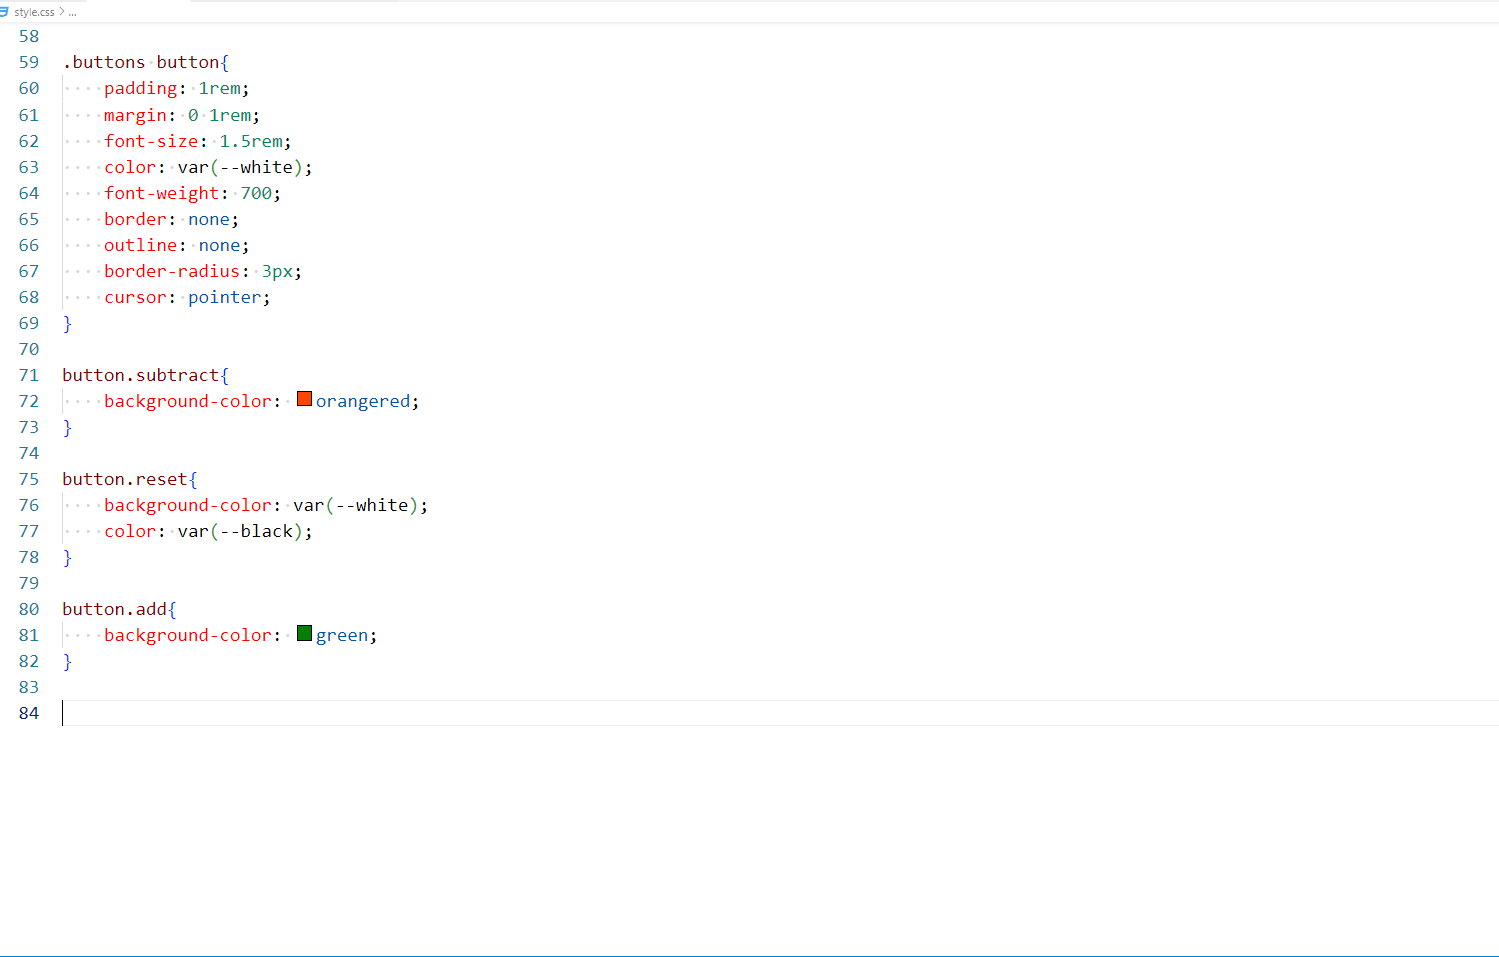 style.css > ...
58
59 .buttons button{
60     padding: 1rem;
61     margin: 0 1rem;
62     font-size: 1.5rem;
63     color: var(--white);
64     font-weight: 700;
65     border: none;
66     outline: none;
67     border-radius: 3px;
68     cursor: pointer;
69 }
70
71 button.subtract{
72     background-color: orangered;
73 }
74
75 button.reset{
76     background-color: var(--white);
77     color: var(--black);
78 }
79
80 button.add{
81     background-color: green;
82 }
83
84